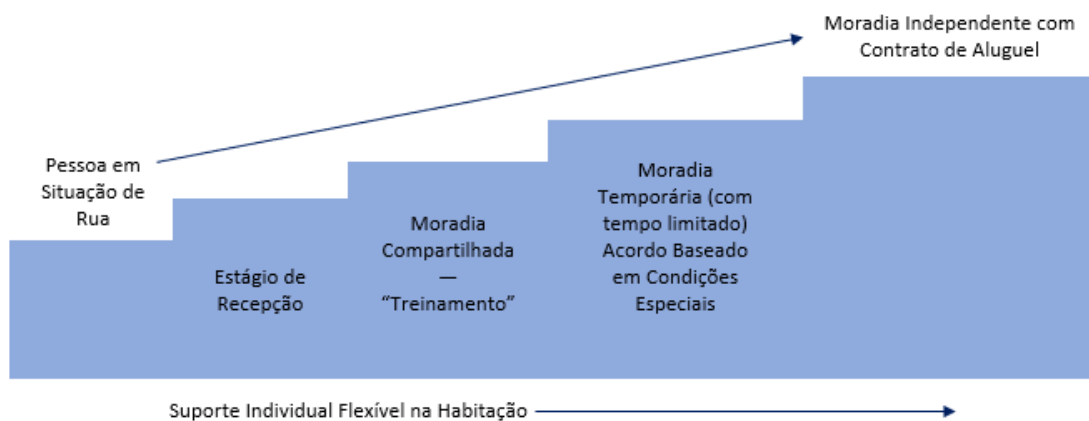 Moradia Independente com
Contrato de Aluguel
Pessoa em
Situação de
Rua
Estágio de
Recepção
Moradia
Compartilhada
—
“Treinamento”
Moradia
Temporária (com
tempo limitado)
Acordo Baseado
em Condições
Especiais
Suporte Individual Flexível na Habitação